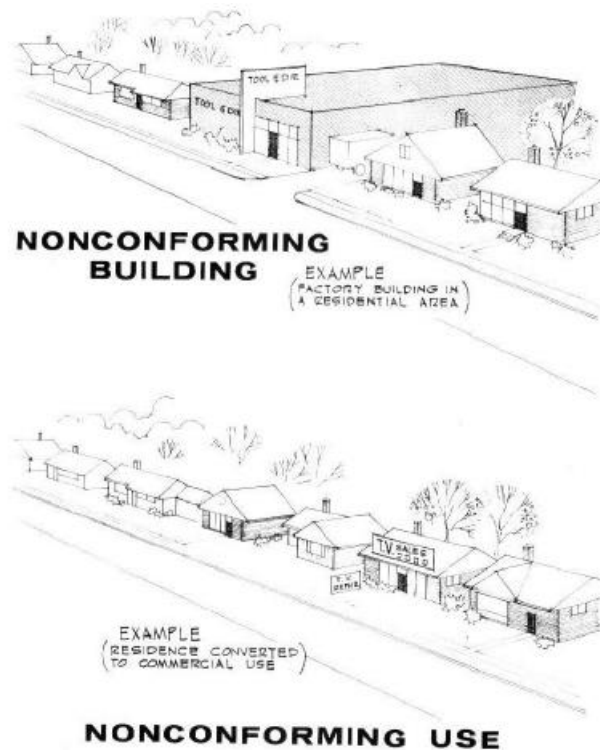 TOOL & DIE
TOOL & DIE
NONCONFORMING
BUILDING
EXAMPLE
(FACTORY BUILDING IN
A RESIDENTIAL AREA)
T.V. SALES
T.V.
EXAMPLE
(RESIDENCE CONVERTED
TO COMMERCIAL USE)
NONCONFORMING USE